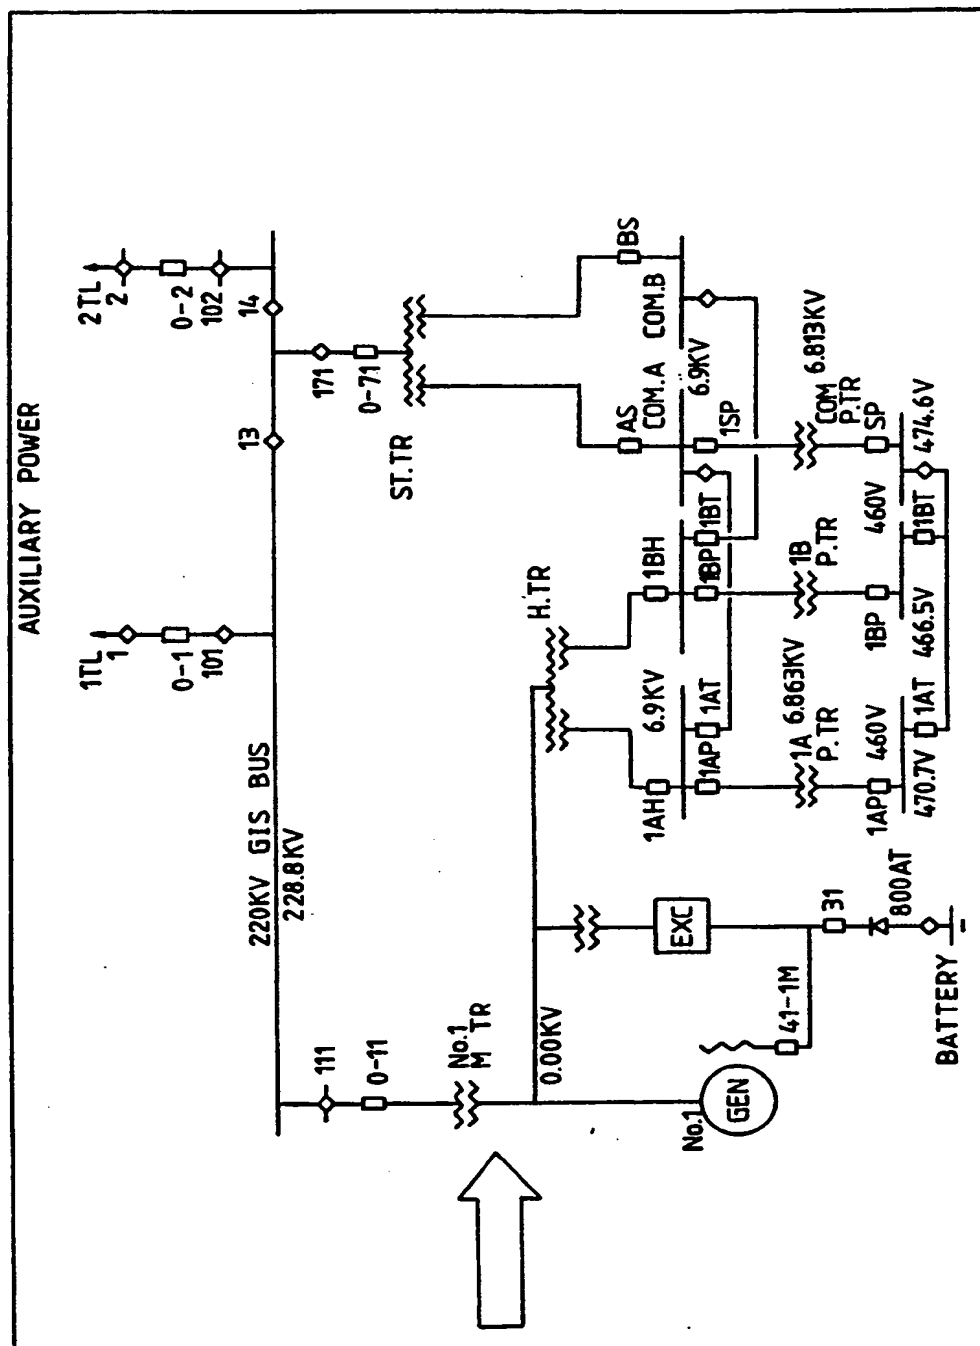 AUXILIARY POWER
1TL
1
0-1
101
2TL
2
0-2
102
220KV GIS BUS
228.8KV
13
14
111
0-11
171
0-71
No.1
M TR
ST.TR
H.TR
0.00KV
AS
BS
COM.A
COM.B
6.9KV
1AH
6.9KV
1BH
1AP
1AT
1BP
1BT
1SP
No.1
GEN
EXC
41-1M
31
800AT
BATTERY
1A 6.863KV
P.TR
1B
P.TR
COM 6.813KV
P.TR
1AP
460V
1BP
460V
SP
470.7V
1AT
466.5V
1BT
474.6V